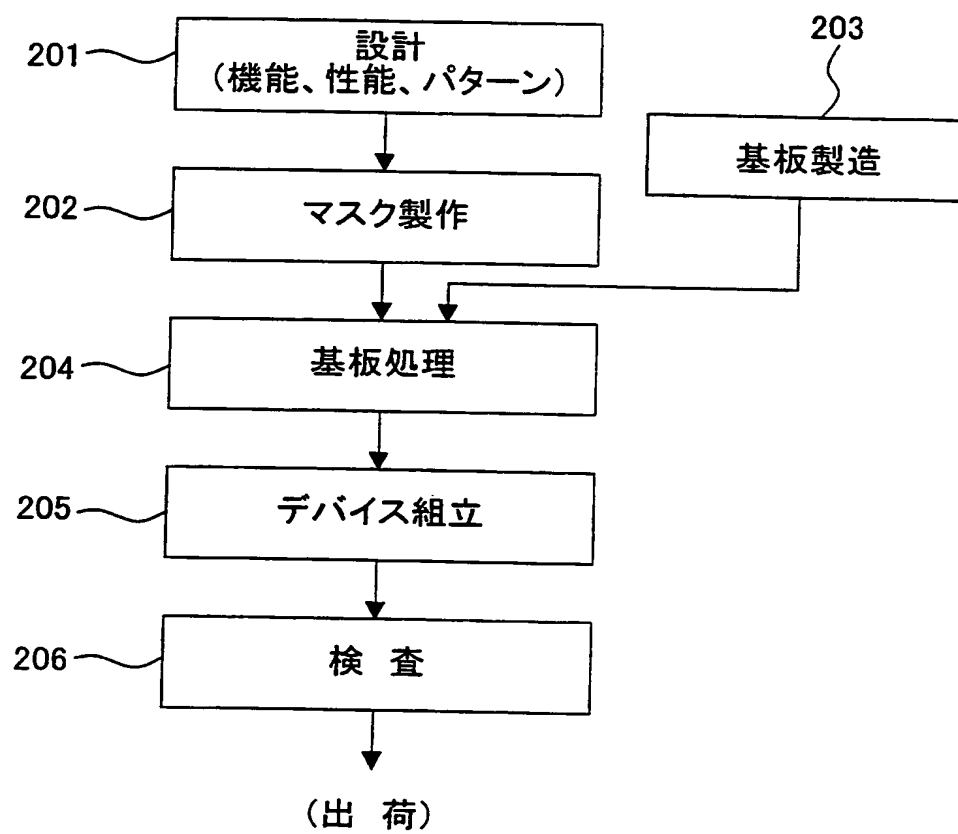 201
設計
(機能、性能、パターン)
203
基板製造
202
マスク製作
204
基板処理
205
デバイス組立
206
検 査
(出 荷)